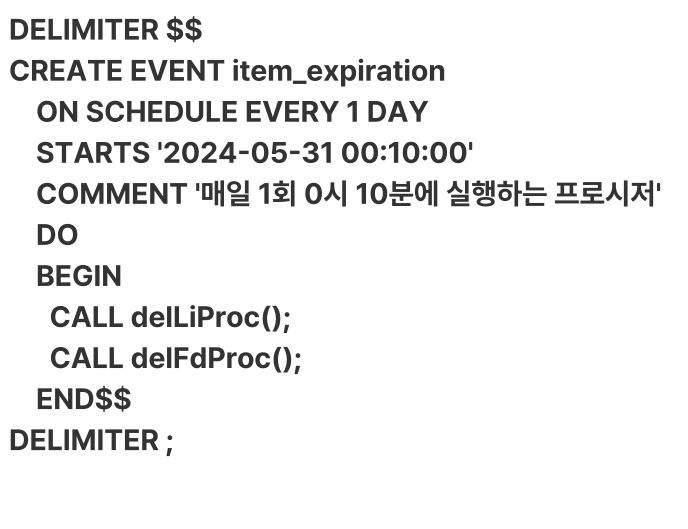 DELIMITER $$
CREATE EVENT item_expiration
ON SCHEDULE EVERY 1 DAY
STARTS '2024-05-31 00:10:00'
COMMENT '매일 1회 0시 10분에 실행하는 프로시저'
DO
BEGIN
CALL delLiProc();
CALL delFdProc();
END$$
DELIMITER ;